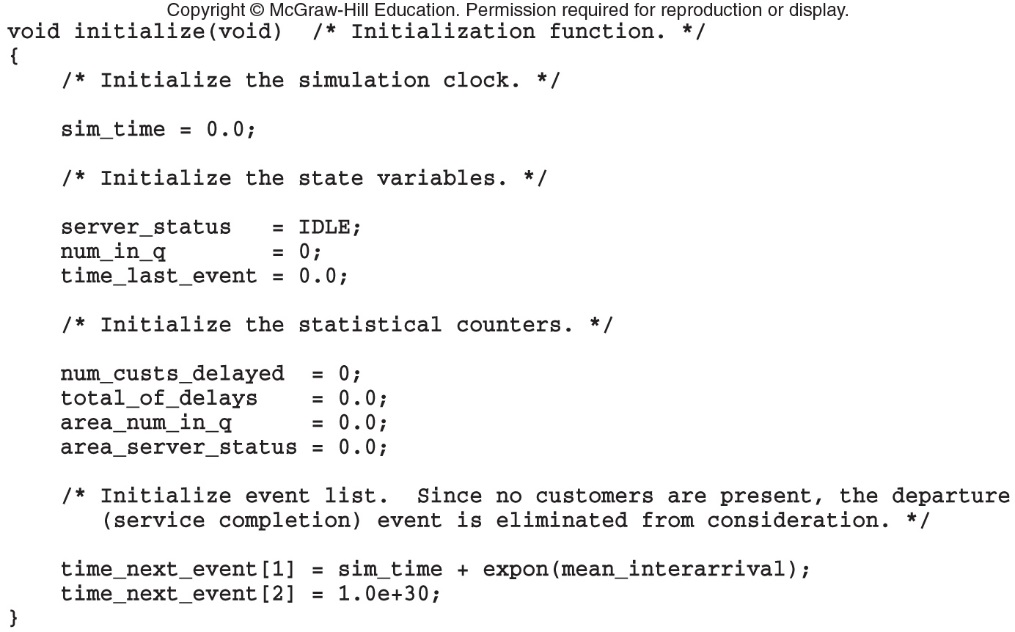 Copyright © McGraw-Hill Education. Permission required for reproduction or display.
void initialize(void)  /* Initialization function. */
{
    /* Initialize the simulation clock. */

    sim_time = 0.0;

    /* Initialize the state variables. */

    server_status   = IDLE;
    num_in_q        = 0;
    time_last_event = 0.0;

    /* Initialize the statistical counters. */

    num_custs_delayed  = 0;
    total_of_delays    = 0.0;
    area_num_in_q      = 0.0;
    area_server_status = 0.0;

    /* Initialize event list.  Since no customers are present, the departure
       (service completion) event is eliminated from consideration. */

    time_next_event[1] = sim_time + expon(mean_interarrival);
    time_next_event[2] = 1.0e+30;
}